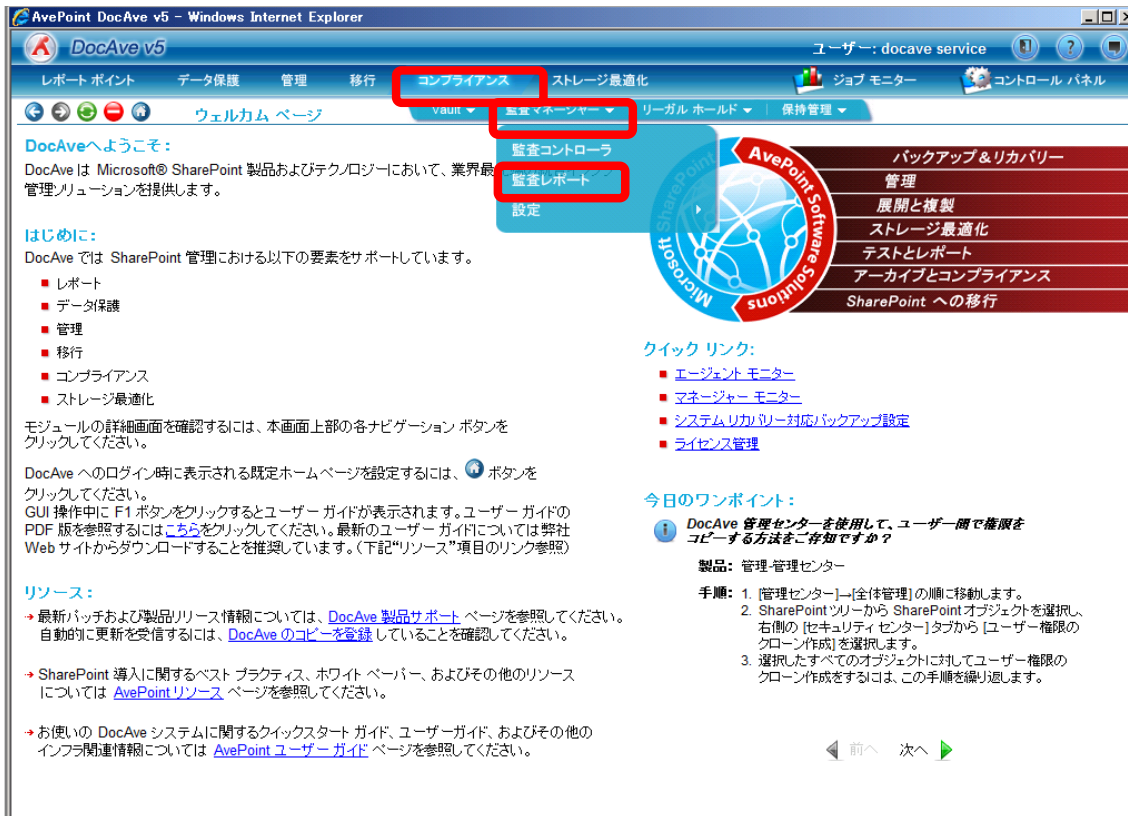 AvePoint DocAve v5 - Windows Internet Explorer
DocAve v5
ユーザー: docave service
レポート ポイント データ保護 管理 移行 コンプライアンス ストレージ最適化 ジョブ モニター コントロール パネル
ウェルカム ページ
Vault 監査マネージャー リーガル ホールド 保持管理
監査コントローラ
監査レポート
設定
DocAveへようこそ :
DocAve は Microsoft® SharePoint 製品およびテクノロジーにおいて、業界最
管理ソリューションを提供します。
はじめに :
DocAve では SharePoint 管理における以下の要素をサポートしています。
レポート
データ保護
管理
移行
コンプライアンス
ストレージ最適化
モジュールの詳細画面を確認するには、本画面上部の各ナビゲーション ボタンを
クリックしてください。
DocAve へのログイン時に表示される既定ホームページを設定するには、 ボタンを
クリックしてください。
GUI 操作中に F1 ボタンをクリックするとユーザー ガイドが表示されます。ユーザー ガイドの
PDF 版を参照するにはこちらをクリックしてください。最新のユーザー ガイドについては弊社
Web サイトからダウンロードすることを推奨しています。(下記“リソース”項目のリンク参照)
リソース :
最新パッチおよび製品リリース情報については、DocAve 製品サポート ページを参照してください。
自動的に更新を受信するには、DocAve のコピーを登録 していることを確認してください。
SharePoint 導入に関するベスト プラクティス、ホワイト ペーパー、およびその他のリソース
については AvePoint リソース ページを参照してください。
お使いの DocAve システムに関するクイックスタート ガイド、ユーザーガイド、およびその他の
インフラ関連情報については AvePoint ユーザー ガイド ページを参照してください。
Microsoft SharePoint
AvePoint Software Solutions
バックアップ&リカバリー
管理
展開と複製
ストレージ最適化
テストとレポート
アーカイブとコンプライアンス
SharePoint への移行
クイック リンク:
エージェント モニター
マネージャー モニター
システム リカバリー対応バックアップ設定
ライセンス管理
今日のワンポイント :
DocAve 管理センターを使用して、ユーザー間で権限を
コピーする方法をご存知ですか？
製品: 管理-管理センター
手順: 1. [管理センター]→[全体管理] の順に移動します。
2. SharePoint ツリーから SharePoint オブジェクトを選択し、
右側の [セキュリティ センター] タブから [ユーザー権限の
クローン作成] を選択します。
3. 選択したすべてのオブジェクトに対してユーザー権限の
クローン作成をするには、この手順を繰り返します。
前へ 次へ